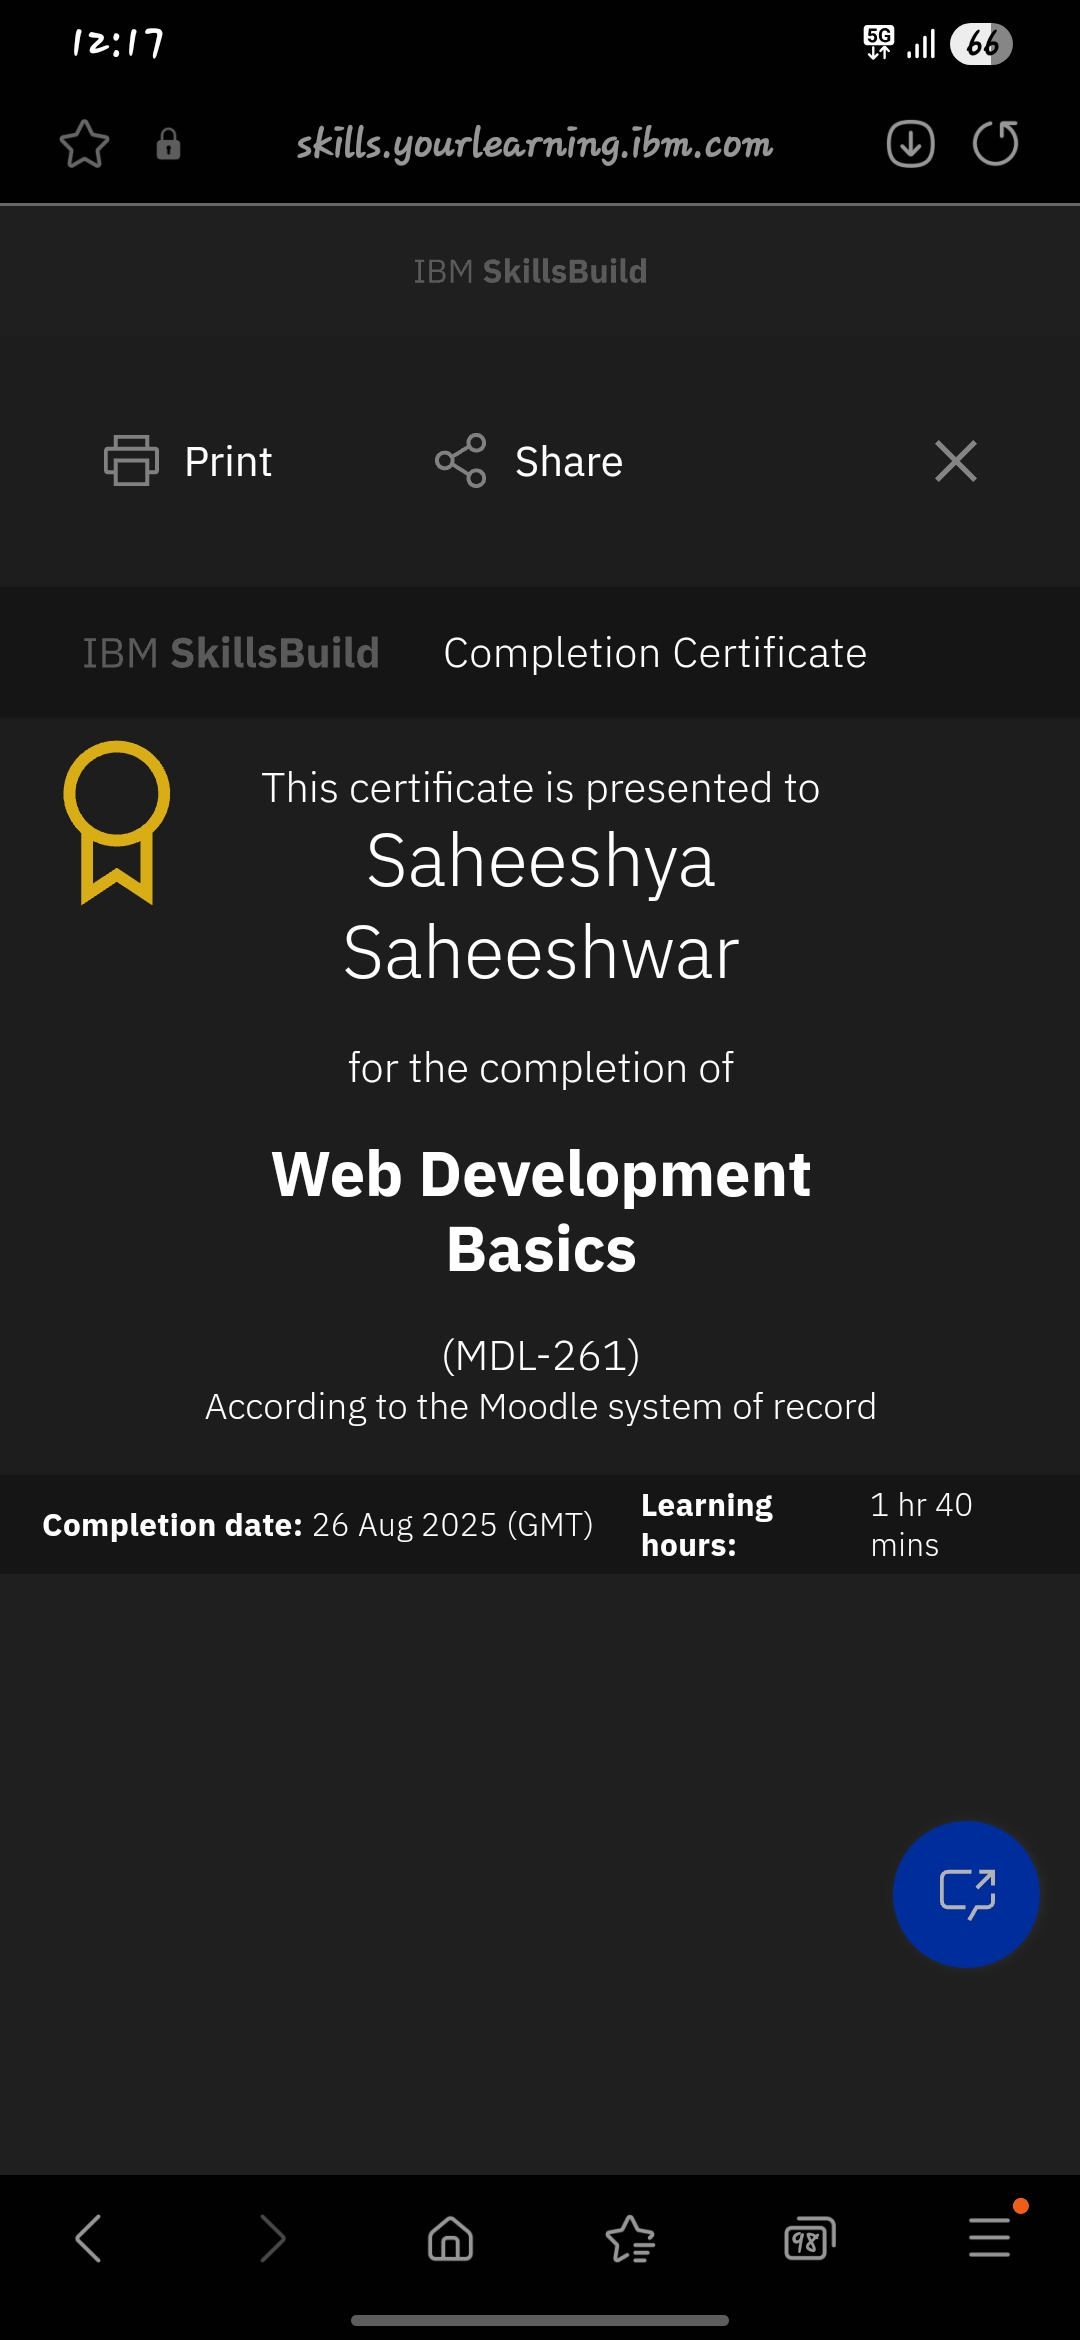 12:17
5G
66
skills.yourlearning.ibm.com
IBM SkillsBuild
Print
Share
IBM SkillsBuild
Completion Certificate
This certificate is presented to
Saheeshya
Saheeshwar
for the completion of
Web Development
Basics
(MDL-261)
According to the Moodle system of record
Completion date: 26 Aug 2025 (GMT)
Learning hours:
1 hr 40 mins
98